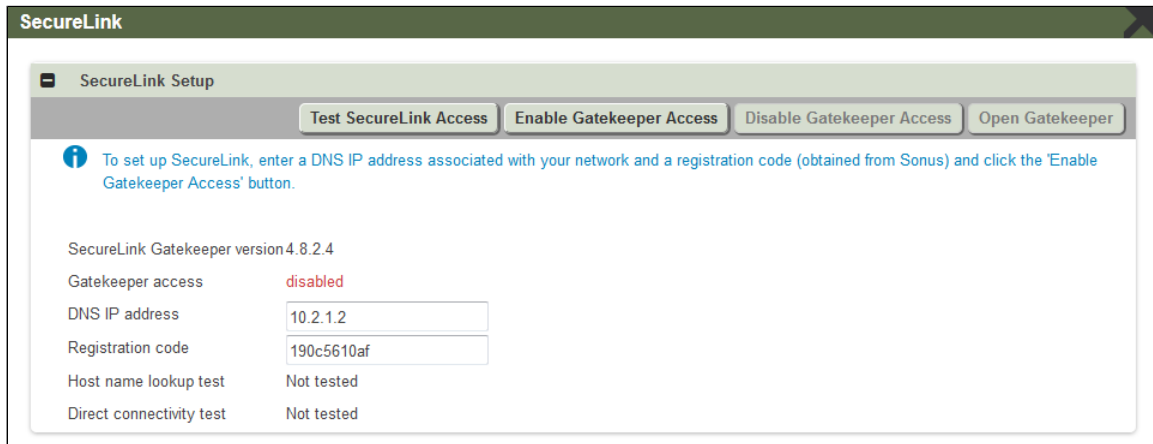 SecureLink
SecureLink Setup
Test SecureLink Access Enable Gatekeeper Access Disable Gatekeeper Access Open Gatekeeper
To set up SecureLink, enter a DNS IP address associated with your network and a registration code (obtained from Sonus) and click the 'Enable
Gatekeeper Access' button.
SecureLink Gatekeeper version 4.8.2.4
Gatekeeper access disabled
DNS IP address 10.2.1.2
Registration code 190c5610af
Host name lookup test Not tested
Direct connectivity test Not tested